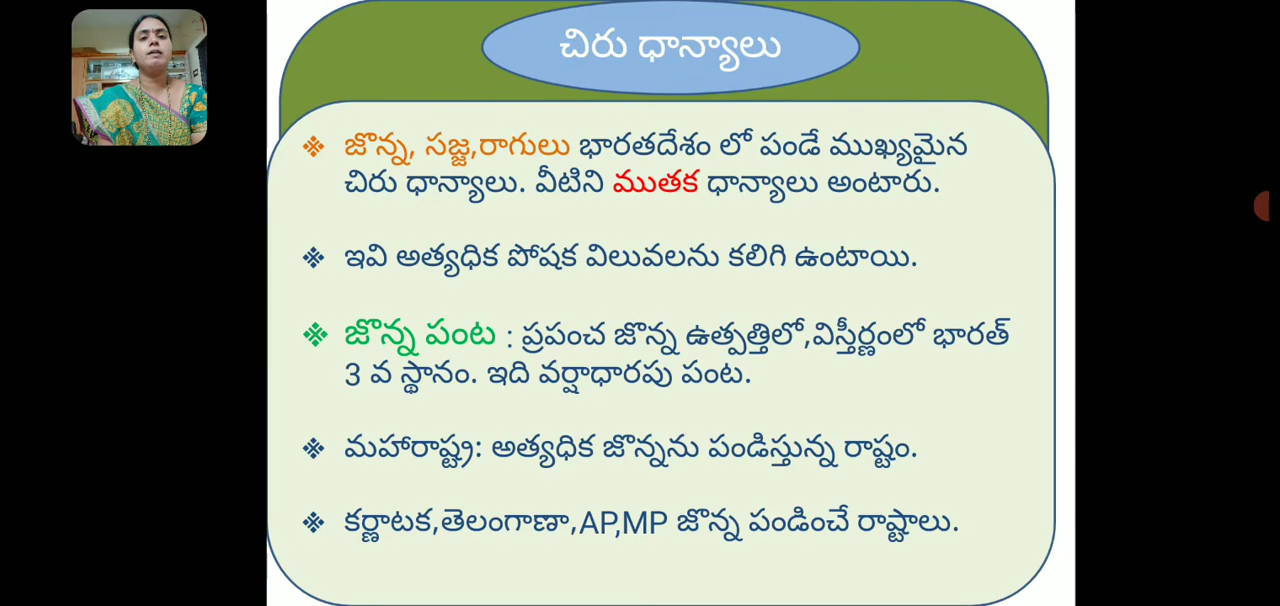 చిరు ధాన్యాలు
జొన్న, సజ్జ,రాగులు భారతదేశం లో పండే ముఖ్యమైన
చిరు ధాన్యాలు. వీటిని ముతక ధాన్యాలు అంటారు.
ఇవి అత్యధిక పోషక విలువలను కలిగి ఉంటాయి.
జొన్న పంట : ప్రపంచ జొన్న ఉత్పత్తిలో,విస్తీర్ణంలో భారత్
3 వ స్థానం. ఇది వర్షాధారపు పంట.
మహారాష్ట్ర: అత్యధిక జొన్నను పండిస్తున్న రాష్టం.
కర్ణాటక,తెలంగాణా,AP,MP జొన్న పండించే రాష్టాలు.